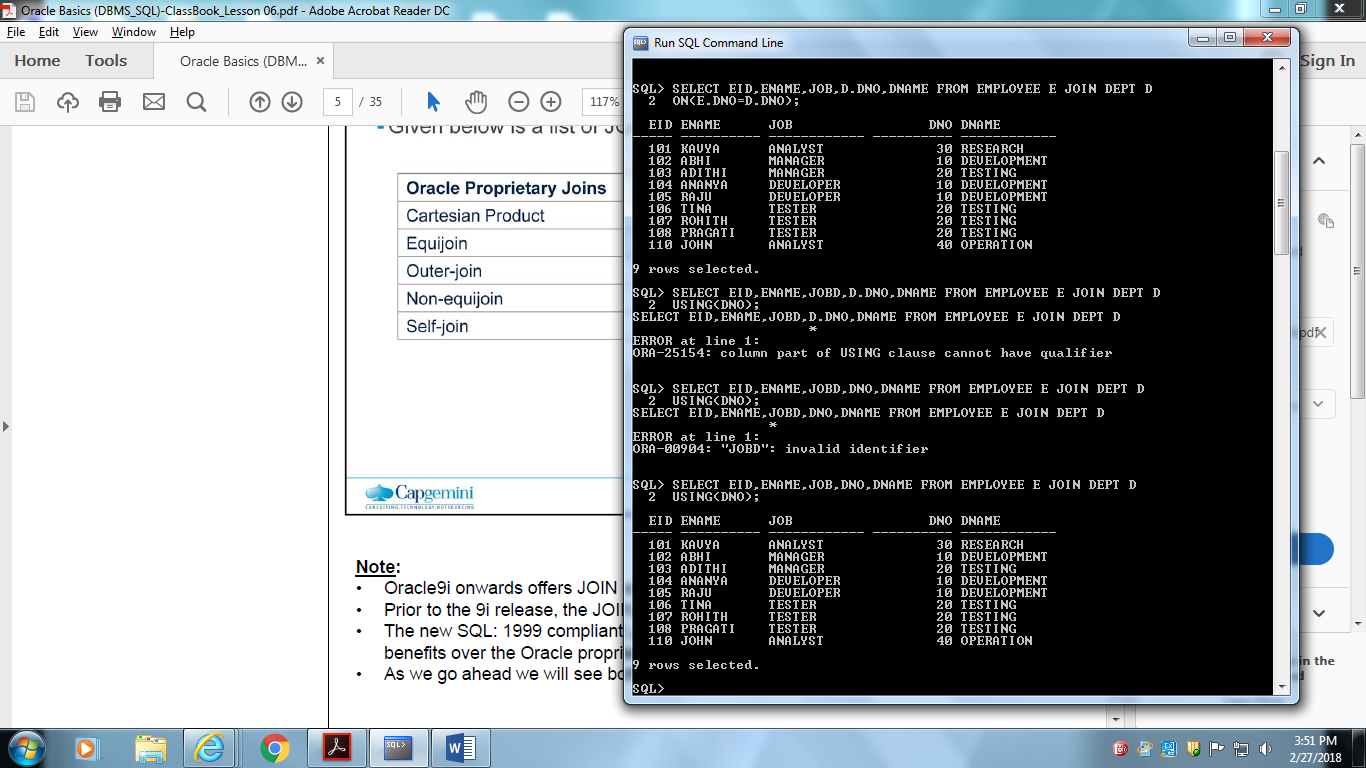 Oracle Basics (DBMS_SQL)-ClassBook_Lesson 06.pdf - Adobe Acrobat Reader DC
File Edit View Window Help
Home Tools Oracle Basics (DBM... × Sign In
5 / 35 117%
Given below is a list of JO
Oracle Proprietary Joins
Cartesian Product
Equijoin
Outer-join
Non-equijoin
Self-join
Capgemini
CONSULTING.TECHNOLOGY.OUTSOURCING
Note:
• Oracle9i onwards offers JOIN
• Prior to the 9i release, the JOI
• The new SQL: 1999 compliant
benefits over the Oracle propri
• As we go ahead we will see bo
Run SQL Command Line
SQL> SELECT EID,ENAME,JOB,D.DNO,DNAME FROM EMPLOYEE E JOIN DEPT D
2 ON(E.DNO=D.DNO);
EID ENAME JOB DNO DNAME
101 KAVYA ANALYST 30 RESEARCH
102 ABHI MANAGER 10 DEVELOPMENT
103 ADITHI MANAGER 20 TESTING
104 ANANYA DEVELOPER 10 DEVELOPMENT
105 RAJU DEVELOPER 10 DEVELOPMENT
106 TINA TESTER 20 TESTING
107 ROHITH TESTER 20 TESTING
108 PRAGATI TESTER 20 TESTING
110 JOHN ANALYST 40 OPERATION
9 rows selected.
SQL> SELECT EID,ENAME,JOBD,D.DNO,DNAME FROM EMPLOYEE E JOIN DEPT D
2 USING(DNO);
SELECT EID,ENAME,JOBD,D.DNO,DNAME FROM EMPLOYEE E JOIN DEPT D
*
ERROR at line 1:
ORA-25154: column part of USING clause cannot have qualifier
SQL> SELECT EID,ENAME,JOBD,DNO,DNAME FROM EMPLOYEE E JOIN DEPT D
2 USING(DNO);
SELECT EID,ENAME,JOBD,DNO,DNAME FROM EMPLOYEE E JOIN DEPT D
*
ERROR at line 1:
ORA-00904: "JOBD": invalid identifier
SQL> SELECT EID,ENAME,JOB,DNO,DNAME FROM EMPLOYEE E JOIN DEPT D
2 USING(DNO);
EID ENAME JOB DNO DNAME
101 KAVYA ANALYST 30 RESEARCH
102 ABHI MANAGER 10 DEVELOPMENT
103 ADITHI MANAGER 20 TESTING
104 ANANYA DEVELOPER 10 DEVELOPMENT
105 RAJU DEVELOPER 10 DEVELOPMENT
106 TINA TESTER 20 TESTING
107 ROHITH TESTER 20 TESTING
108 PRAGATI TESTER 20 TESTING
110 JOHN ANALYST 40 OPERATION
9 rows selected.
SQL>
in the
3:51 PM
2/27/2018